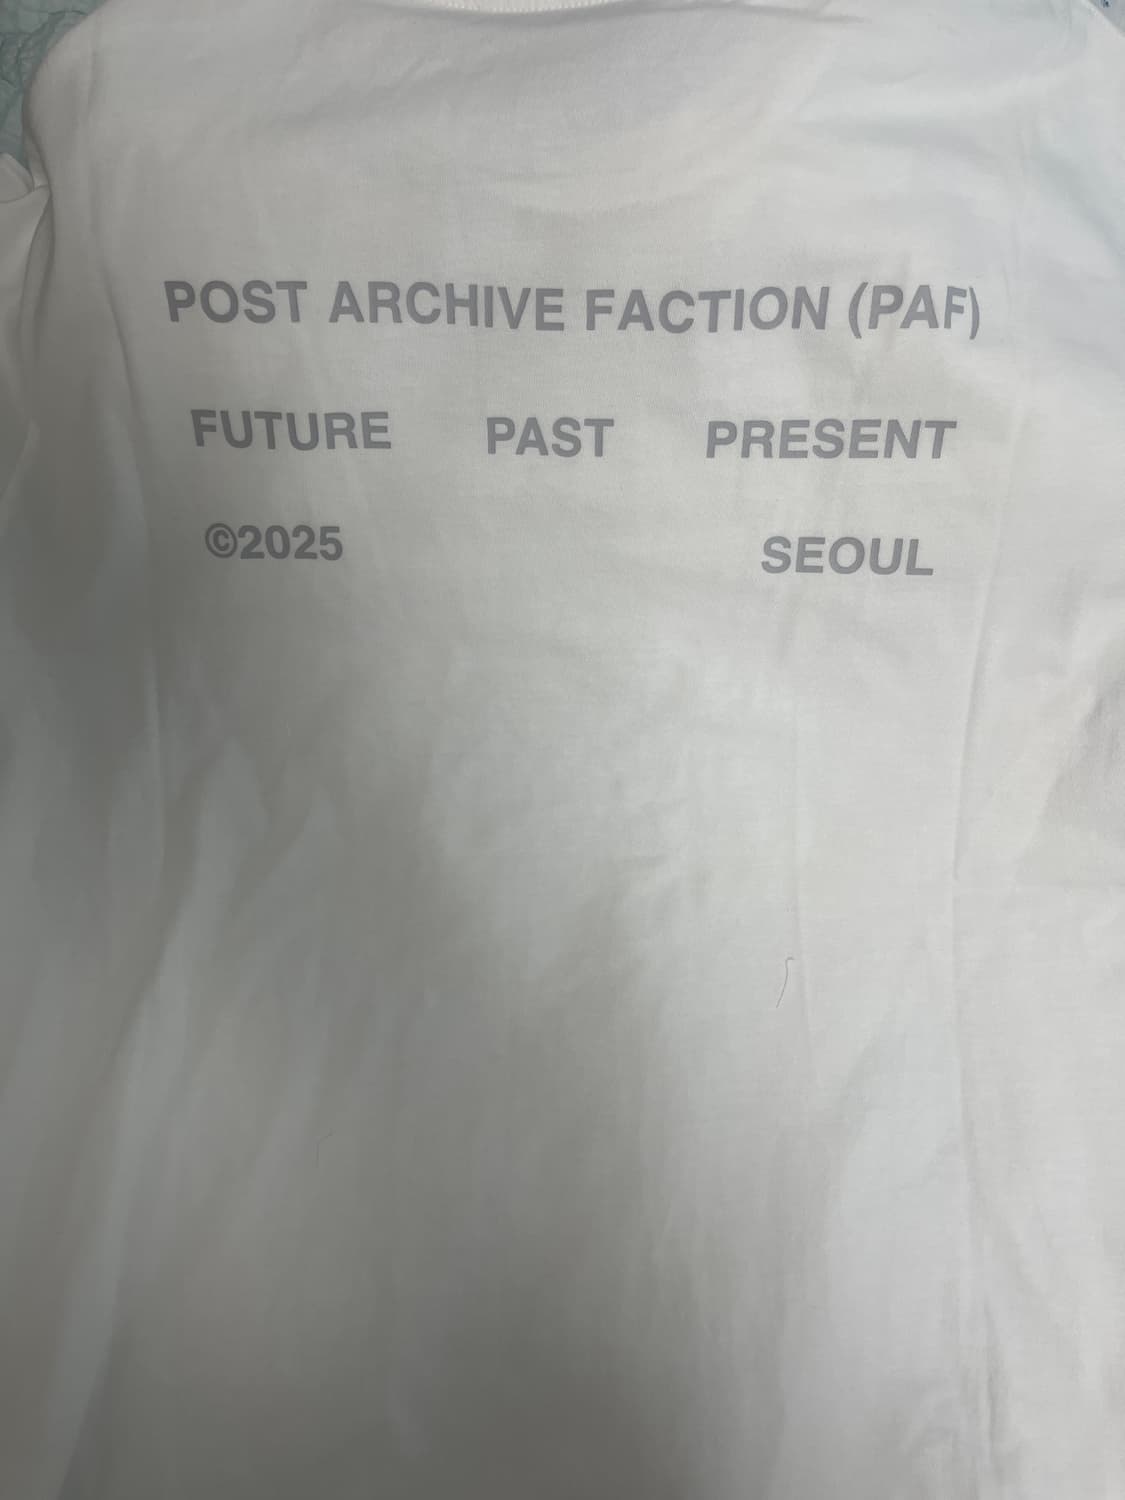 POST ARCHIVE FACTION (PAF)
FUTURE PAST PRESENT
©2025 SEOUL